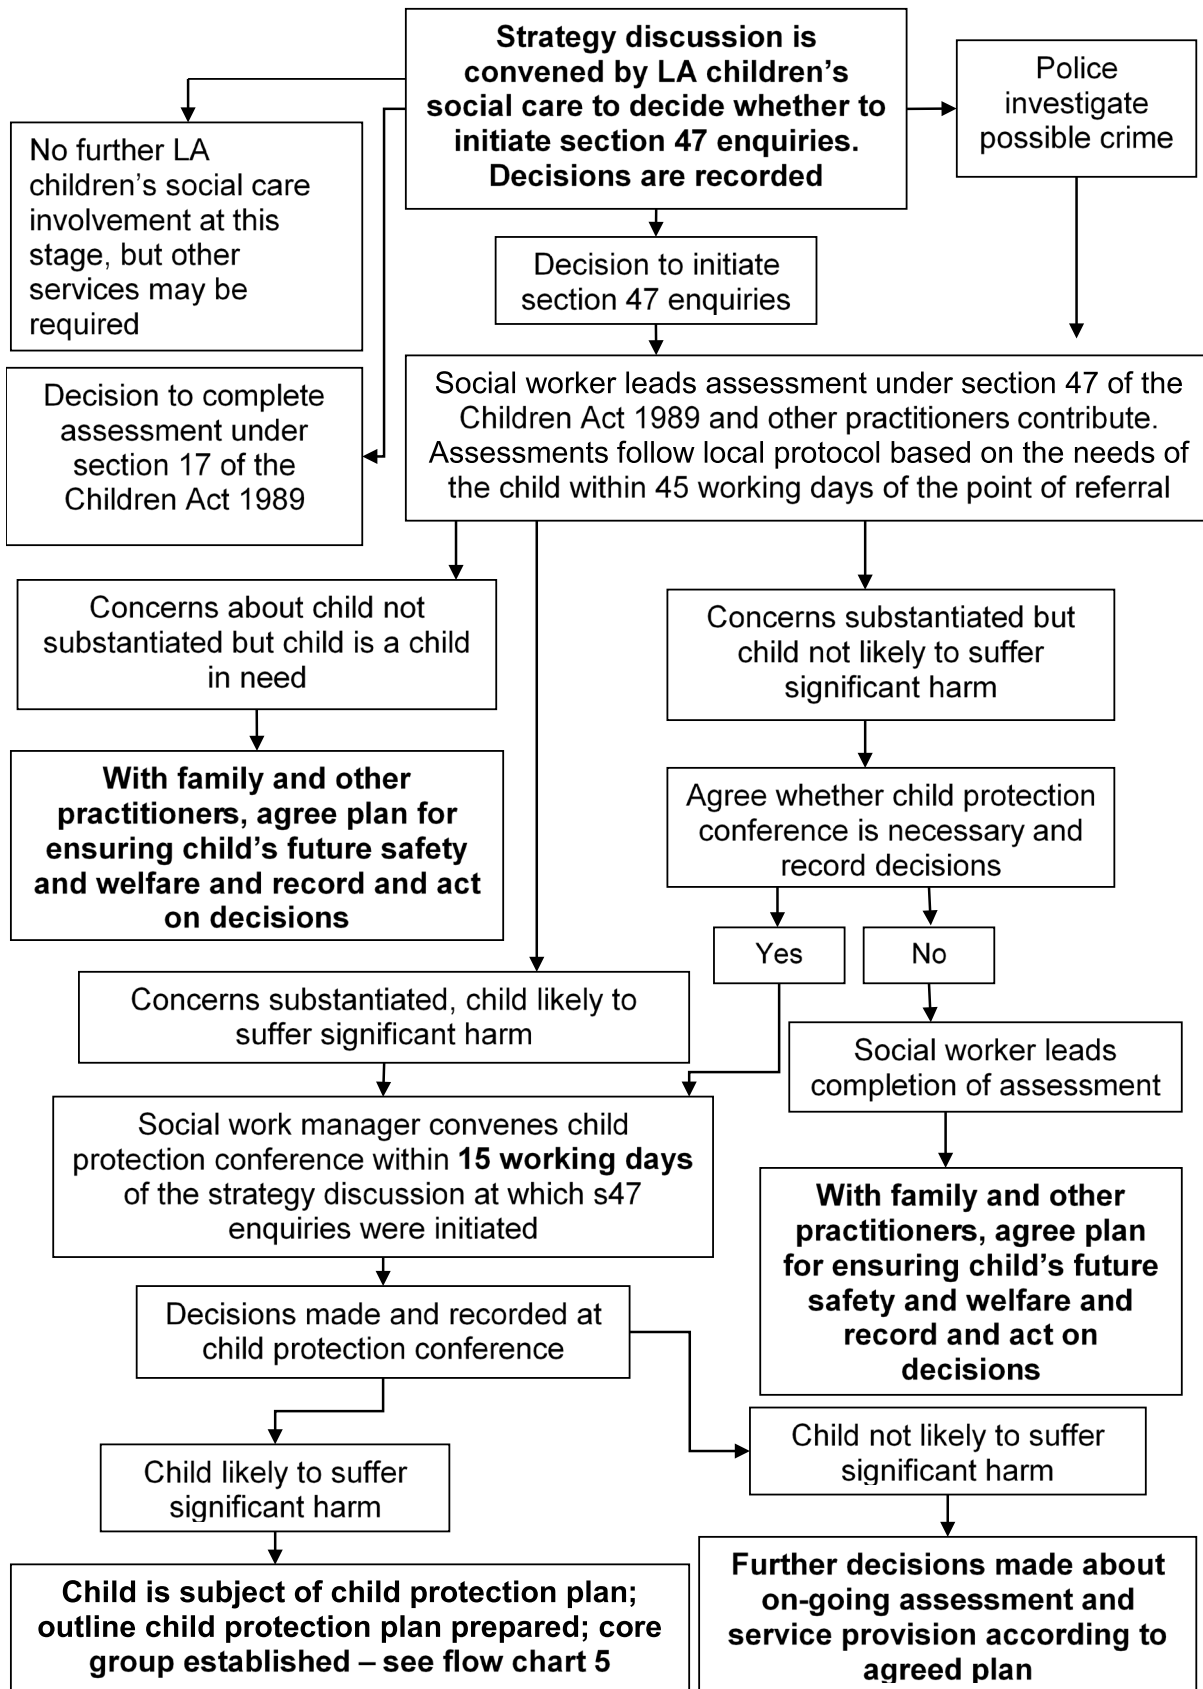 Strategy discussion is
convened by LA children’s
social care to decide whether to
initiate section 47 enquiries.
Decisions are recorded
Police
investigate
possible crime
No further LA
children’s social care
involvement at this
stage, but other
services may be
required
Decision to initiate
section 47 enquiries
Decision to complete
assessment under
section 17 of the
Children Act 1989
Social worker leads assessment under section 47 of the
Children Act 1989 and other practitioners contribute.
Assessments follow local protocol based on the needs of
the child within 45 working days of the point of referral
Concerns about child not
substantiated but child is a child
in need
Concerns substantiated but
child not likely to suffer
significant harm
With family and other
practitioners, agree plan for
ensuring child’s future safety
and welfare and record and act
on decisions
Agree whether child protection
conference is necessary and
record decisions
Yes
No
Concerns substantiated, child likely to
suffer significant harm
Social worker leads
completion of assessment
Social work manager convenes child
protection conference within 15 working days
of the strategy discussion at which s47
enquiries were initiated
With family and other
practitioners, agree plan
for ensuring child’s future
safety and welfare and
record and act on
decisions
Decisions made and recorded at
child protection conference
Child not likely to suffer
significant harm
Child likely to suffer
significant harm
Child is subject of child protection plan;
outline child protection plan prepared; core
group established – see flow chart 5
Further decisions made about
on-going assessment and
service provision according to
agreed plan